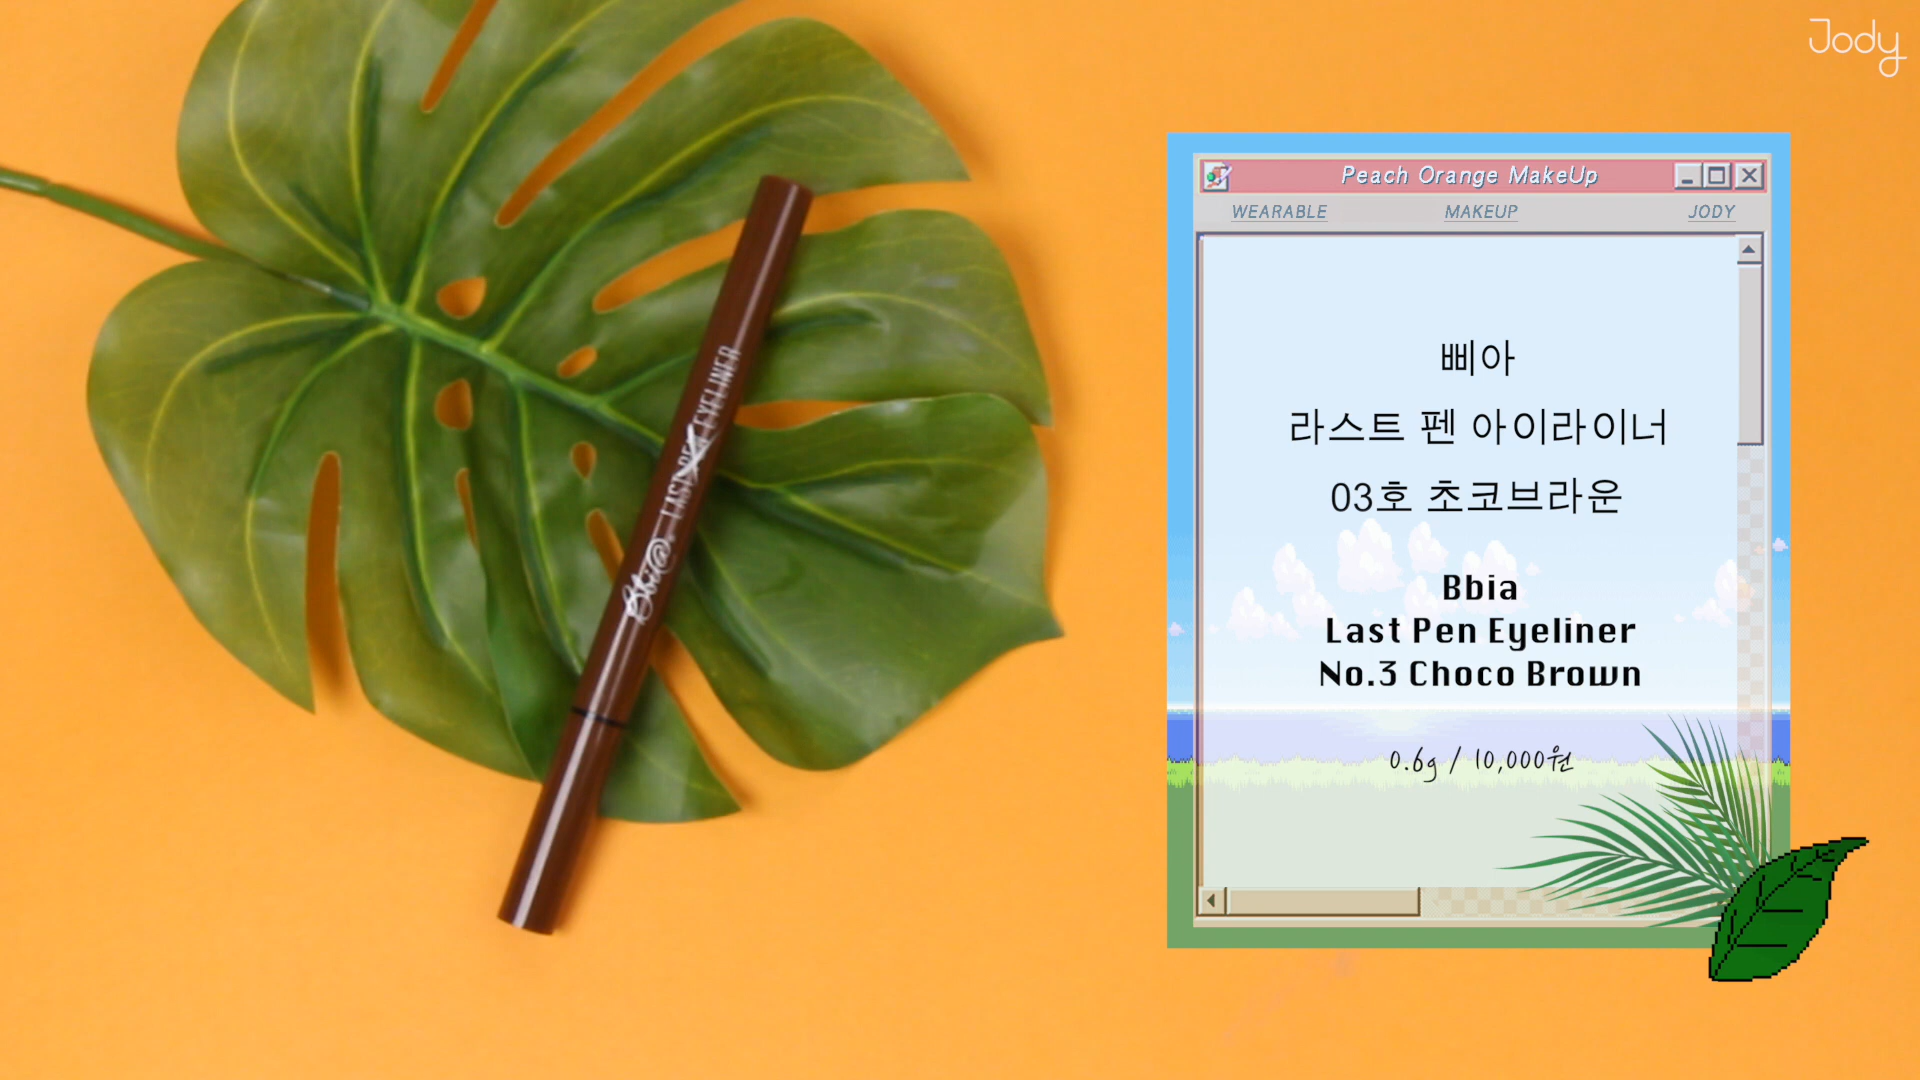 Jody
Peach Orange MakeUp
WEARABLE MAKEUP JODY
삐아
라스트 펜 아이라이너
03호 초코브라운
Bbia
Last Pen Eyeliner
No.3 Choco Brown
0.6g / 10,000원
Bbi@. LAST PEN EYELINER